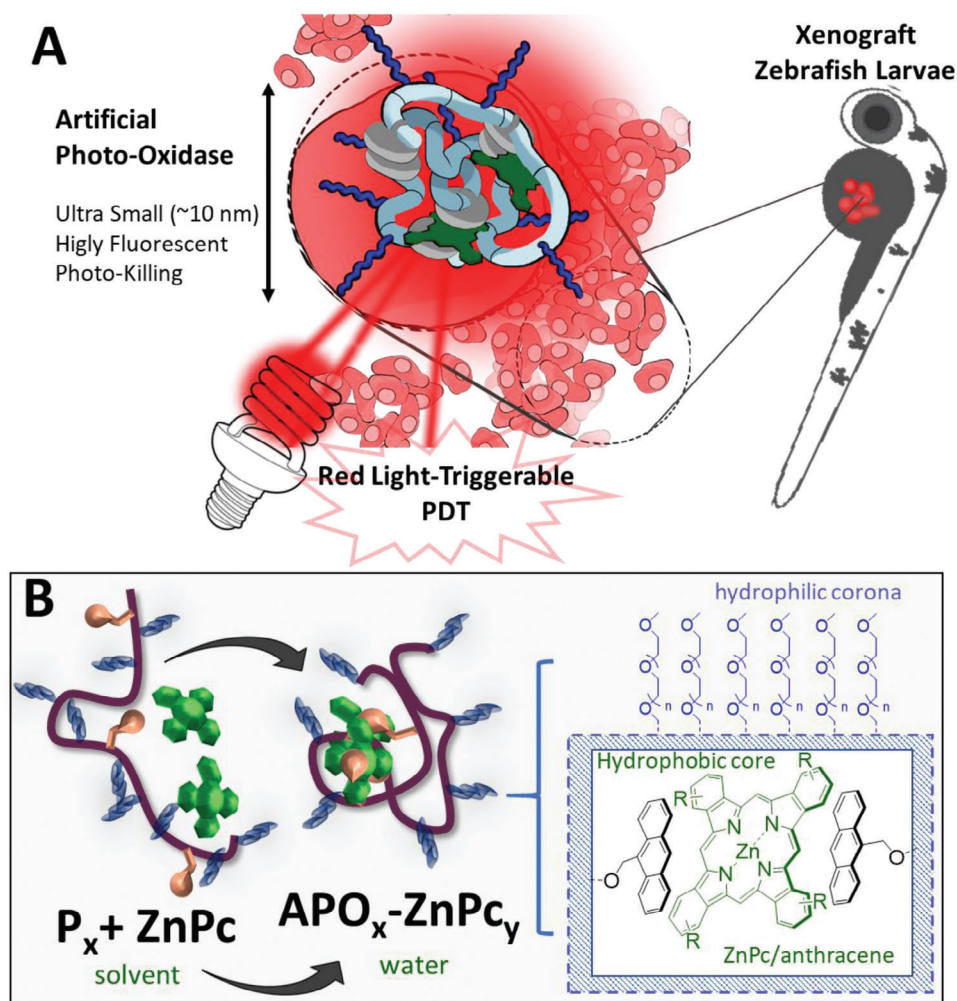 A
Artificial
Photo-Oxidase
Ultra Small (~10 nm)
Higly Fluorescent
Photo-Killing
Xenograft
Zebrafish Larvae
Red Light-Triggerable
PDT
B
hydrophilic corona
O O O O O O
O O O O O O
O n O n O n O n O n O n
Hydrophobic core
R R
N N
Zn
N N
O O
R R
ZnPc/anthracene
Px+ ZnPc
solvent
APOx-ZnPcy
water